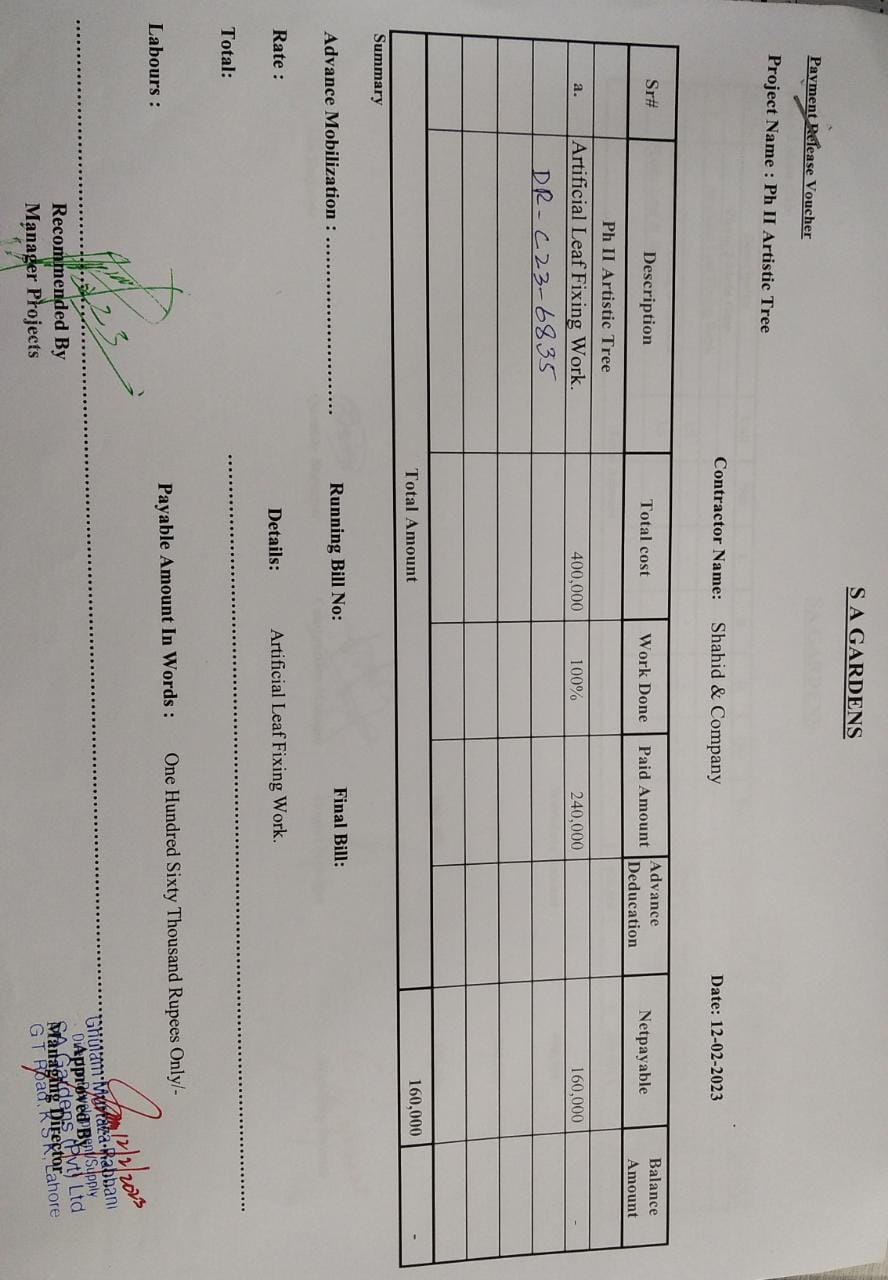 S A GARDENS
Payment Release Voucher
Project Name : Ph II Artistic Tree
Contractor Name: Shahid & Company Date: 12-02-2023
Sr# Description Total cost Work Done Paid Amount Advance Deducation Netpayable Balance Amount
Ph II Artistic Tree
a. Artificial Leaf Fixing Work. 400,000 100% 240,000 160,000 -
DR-C23-6835
Total Amount 160,000 -
Summary
Advance Mobilization : ........................ Running Bill No: Final Bill:
Rate : Details: Artificial Leaf Fixing Work.
Total:
Labours : Payable Amount In Words : One Hundred Sixty Thousand Rupees Only/-
12/2/2023
Ghulam Murtaza Rabbani
Recommended By Approved By
Manager Projects Managing Director
SA Gardens (Pvt) Ltd
G T Road, K S K, Lahore